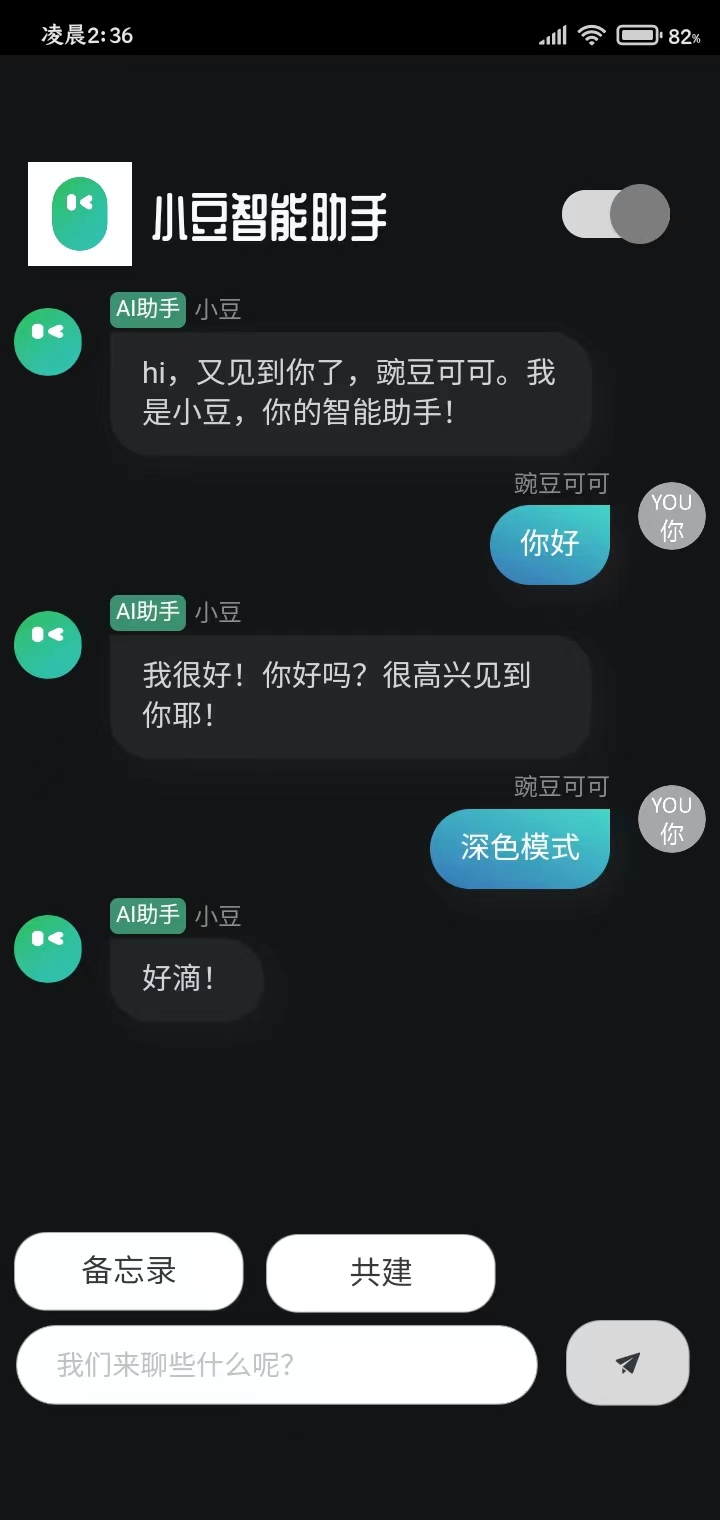 凌晨2:36
82%
小豆智能助手
AI助手 小豆
hi，又见到你了，豌豆可可。我
是小豆，你的智能助手！
豌豆可可
YOU
你
你好
AI助手 小豆
我很好！你好吗？很高兴见到
你耶！
豌豆可可
YOU
你
深色模式
AI助手 小豆
好滴！
备忘录
共建
我们来聊些什么呢？